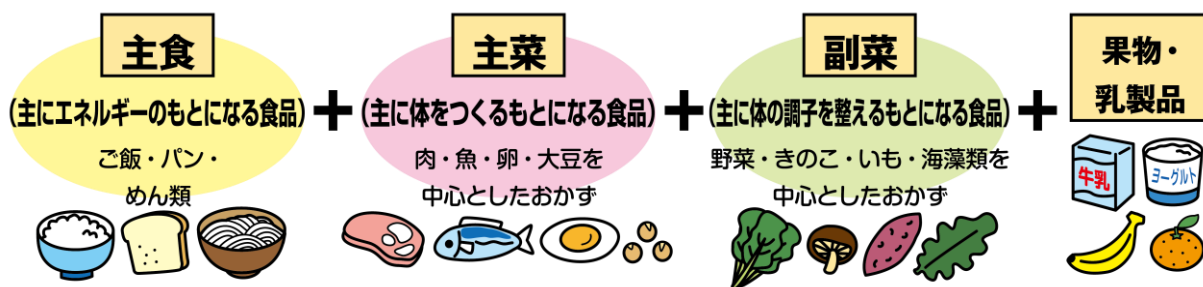 主食
(主にエネルギーのもとになる食品)
ご飯・パン・
めん類
+
主菜
(主に体をつくるもとになる食品)
肉・魚・卵・大豆を
中心としたおかず
+
副菜
(主に体の調子を整えるもとになる食品)
野菜・きのこ・いも・海藻類を
中心としたおかず
+
果物・
乳製品
牛乳
ヨーグルト